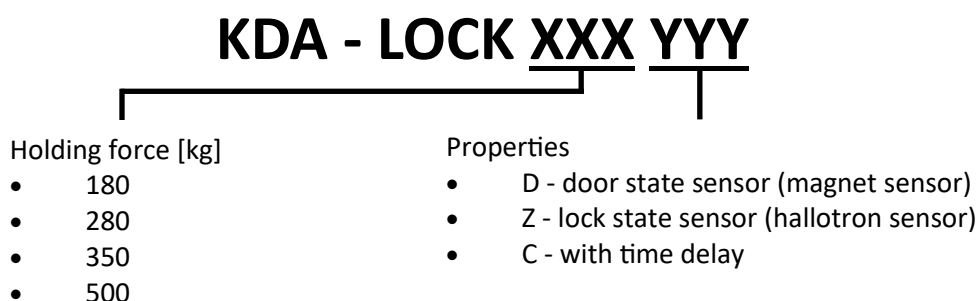 KDA - LOCK XXX YYY
Holding force [kg]
• 180
• 280
• 350
• 500
Properties
• D - door state sensor (magnet sensor)
• Z - lock state sensor (hallotron sensor)
• C - with time delay